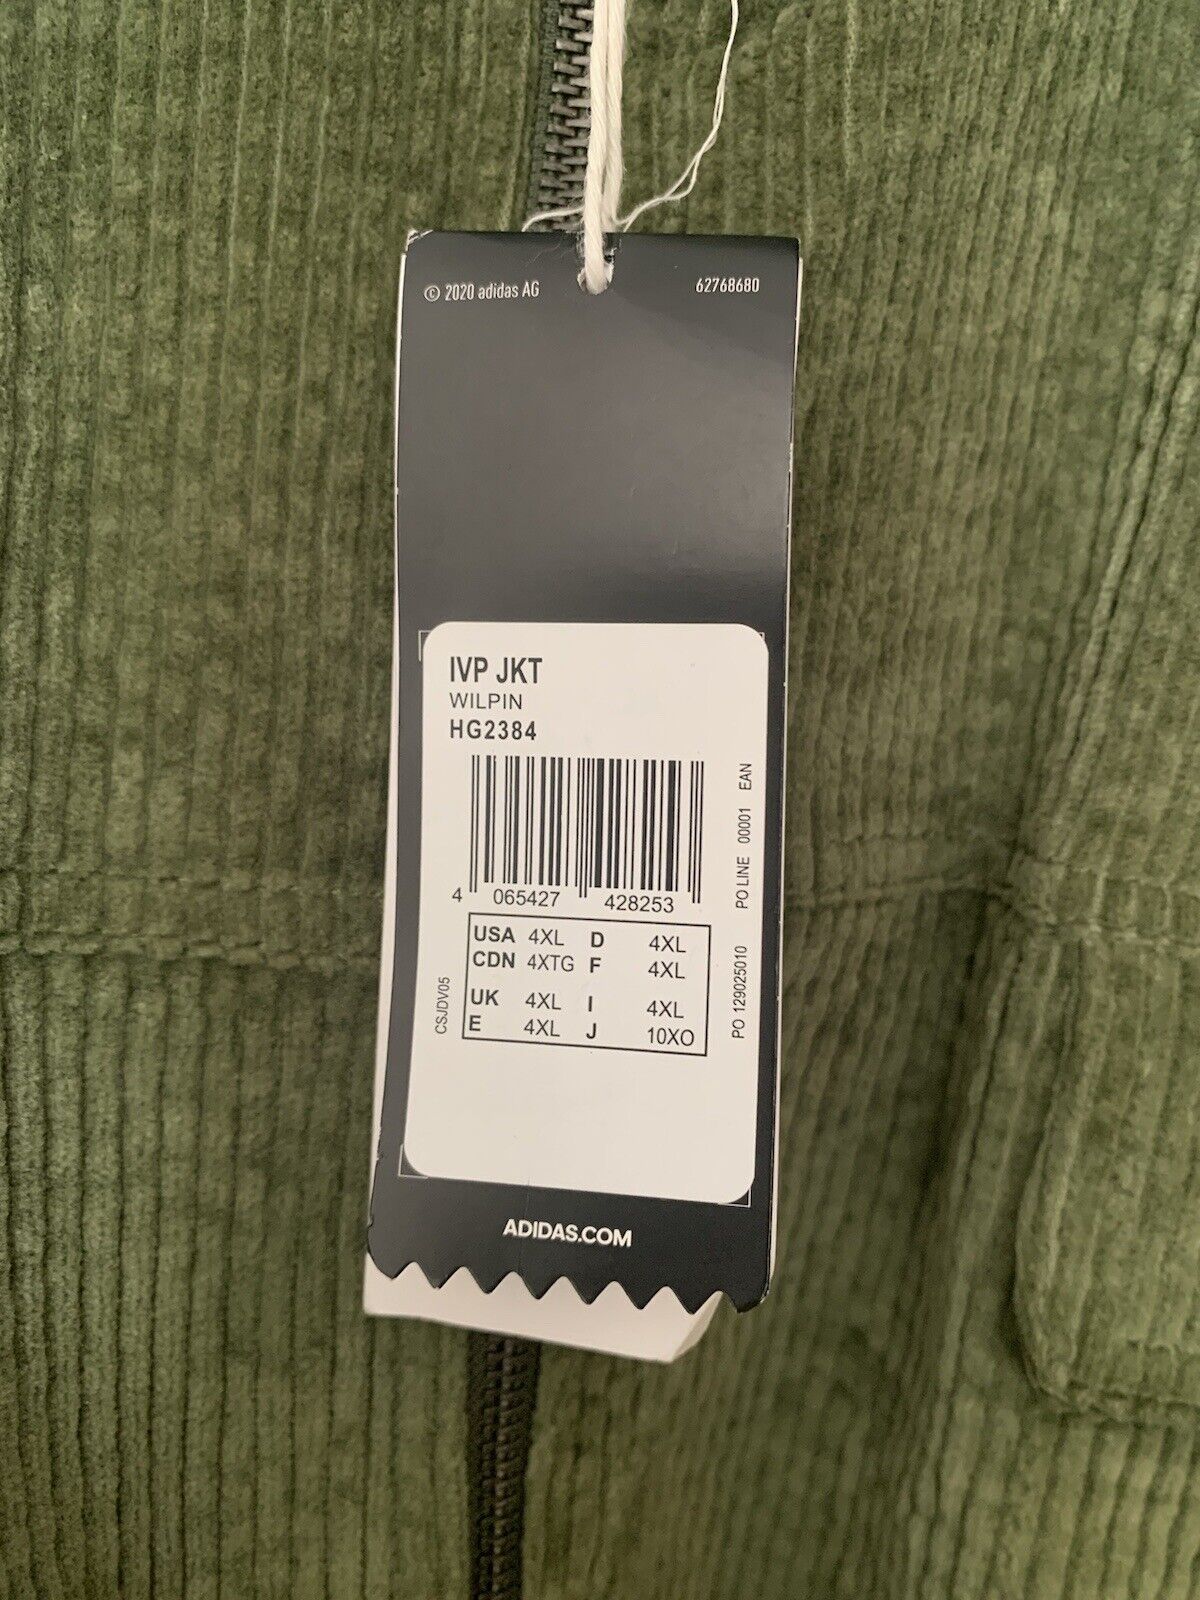 © 2020 adidas AG 62768680
IVP JKT
WILPIN
HG2384
4 065427 428253
USA 4XL D 4XL
CDN 4XTG F 4XL
UK 4XL I 4XL
E 4XL J 10XO
CSJDV05
PO 129025010 PO LINE 00001 EAN
ADIDAS.COM